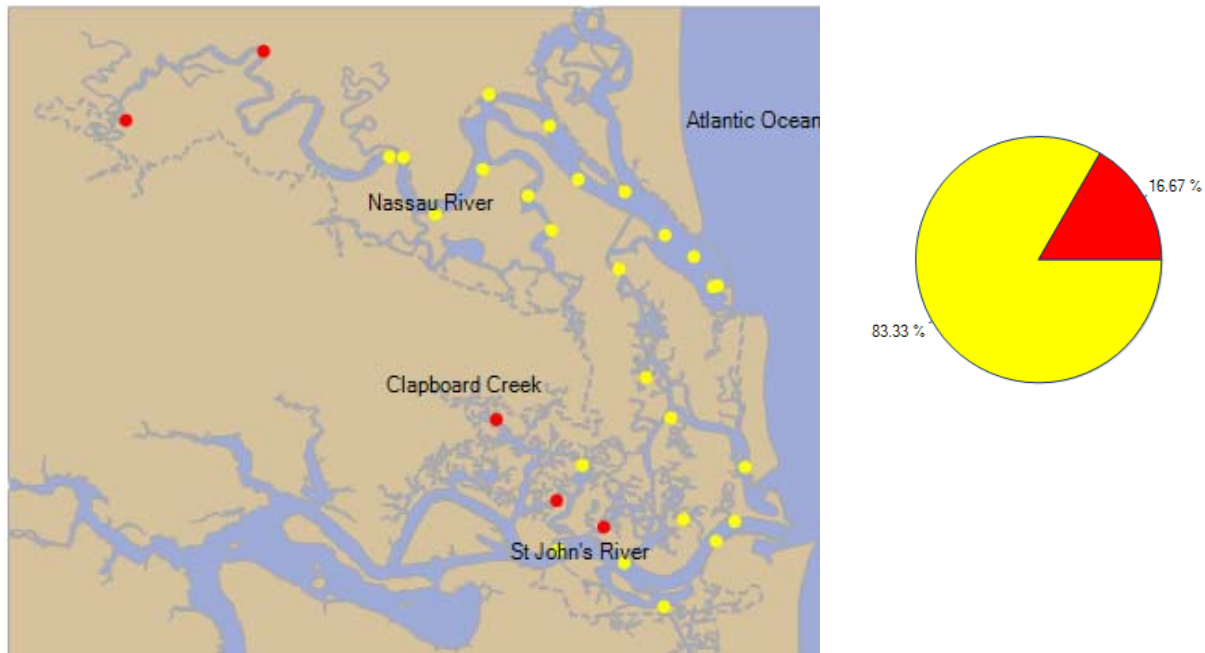 Atlantic Ocean
Nassau River
Clapboard Creek
St John's River
16.67 %
83.33 %